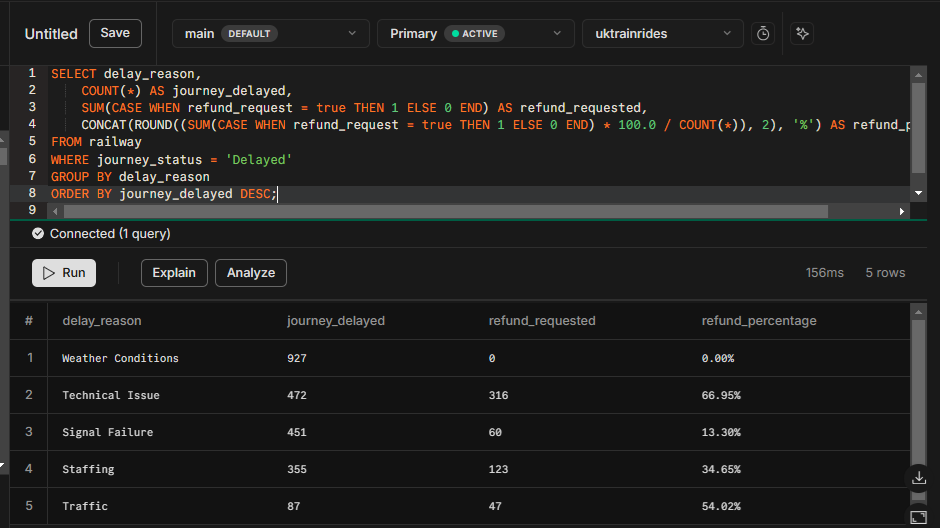 Untitled Save main DEFAULT Primary ACTIVE uktrainrides
1 SELECT delay_reason,
2 COUNT(*) AS journey_delayed,
3 SUM(CASE WHEN refund_request = true THEN 1 ELSE 0 END) AS refund_requested,
4 CONCAT(ROUND((SUM(CASE WHEN refund_request = true THEN 1 ELSE 0 END) * 100.0 / COUNT(*)), 2), '%') AS refund_p
5 FROM railway
6 WHERE journey_status = 'Delayed'
7 GROUP BY delay_reason
8 ORDER BY journey_delayed DESC;
9
Connected (1 query)
Run Explain Analyze 156ms 5 rows
# delay_reason journey_delayed refund_requested refund_percentage
1 Weather Conditions 927 0 0.00%
2 Technical Issue 472 316 66.95%
3 Signal Failure 451 60 13.30%
4 Staffing 355 123 34.65%
5 Traffic 87 47 54.02%